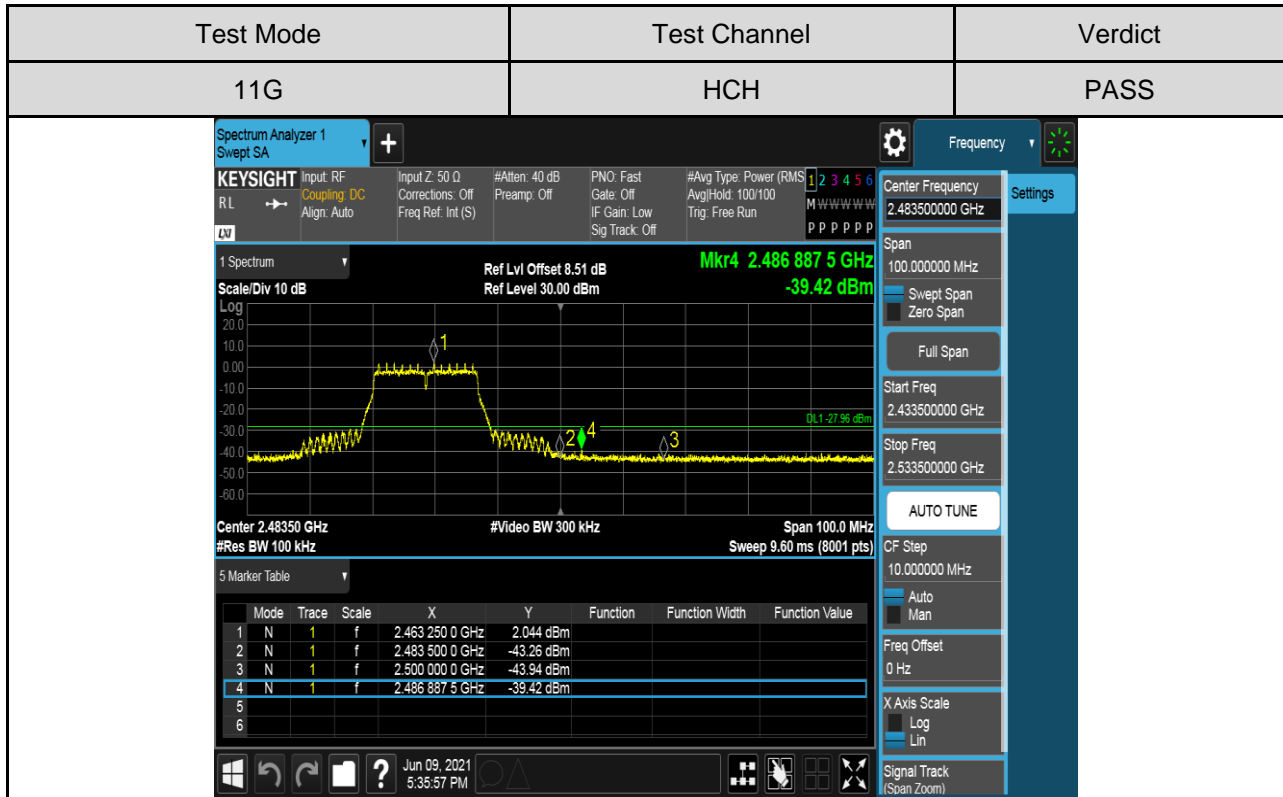 Test Mode Test Channel Verdict
11G HCH PASS
Spectrum Analyzer 1
Swept SA
+
Frequency
KEYSIGHT
RL
LXI
Input: RF
Coupling: DC
Align: Auto
Input Z: 50 Ω
Corrections: Off
Freq Ref: Int (S)
#Atten: 40 dB
Preamp: Off
PNO: Fast
Gate: Off
IF Gain: Low
Sig Track: Off
#Avg Type: Power (RMS
Avg|Hold: 100/100
Trig: Free Run
1 2 3 4 5 6
M W W W W W
P P P P P P
Center Frequency
2.483500000 GHz
Settings
Span
100.000000 MHz
Swept Span
Zero Span
Full Span
Start Freq
2.433500000 GHz
Stop Freq
2.533500000 GHz
AUTO TUNE
CF Step
10.000000 MHz
Auto
Man
Freq Offset
0 Hz
X Axis Scale
Log
Lin
Signal Track
(Span Zoom)
1 Spectrum
Scale/Div 10 dB
Ref Lvl Offset 8.51 dB
Ref Level 30.00 dBm
Mkr4 2.486 887 5 GHz
-39.42 dBm
Log
20.0
10.0
0.00
-10.0
-20.0
-30.0
-40.0
-50.0
-60.0
1
2
4
3
DL1 -27.96 dBm
Center 2.48350 GHz
#Res BW 100 kHz
#Video BW 300 kHz
Span 100.0 MHz
Sweep 9.60 ms (8001 pts)
5 Marker Table
Mode Trace Scale X Y Function Function Width Function Value
1 N 1 f 2.463 250 0 GHz 2.044 dBm
2 N 1 f 2.483 500 0 GHz -43.26 dBm
3 N 1 f 2.500 000 0 GHz -43.94 dBm
4 N 1 f 2.486 887 5 GHz -39.42 dBm
5
6
?
Jun 09, 2021
5:35:57 PM